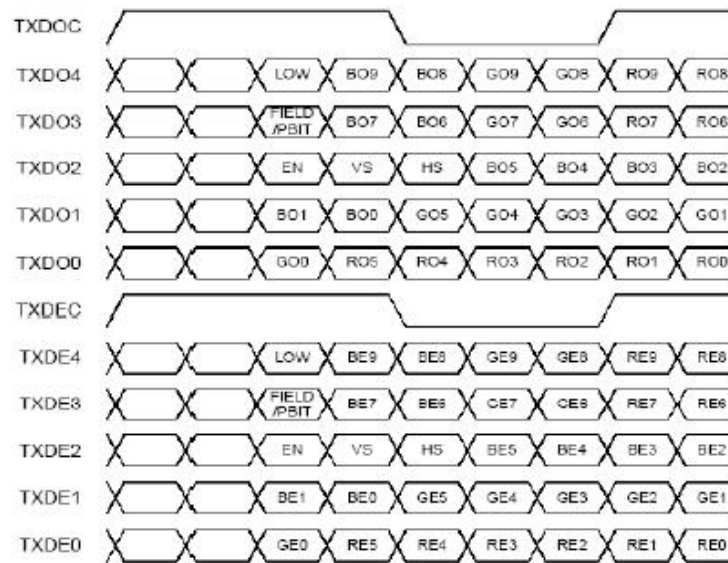 TXDOC
TXDO4 LOW BO9 BO8 GO9 GO8 RO9 RO8
TXDO3 FIELD /PBIT BO7 BO6 GO7 GO6 RO7 RO6
TXDO2 EN VS HS BO5 BO4 BO3 BO2
TXDO1 BO1 BO0 GO5 GO4 GO3 GO2 GO1
TXDO0 GO0 RO5 RO4 RO3 RO2 RO1 RO0
TXDEC
TXDE4 LOW BE9 BE8 GE9 GE8 RE9 RE8
TXDE3 FIELD /PBIT BE7 BE6 GE7 GE6 RE7 RE6
TXDE2 EN VS HS BE5 BE4 BE3 BE2
TXDE1 BE1 BE0 GE5 GE4 GE3 GE2 GE1
TXDE0 GE0 RE5 RE4 RE3 RE2 RE1 RE0